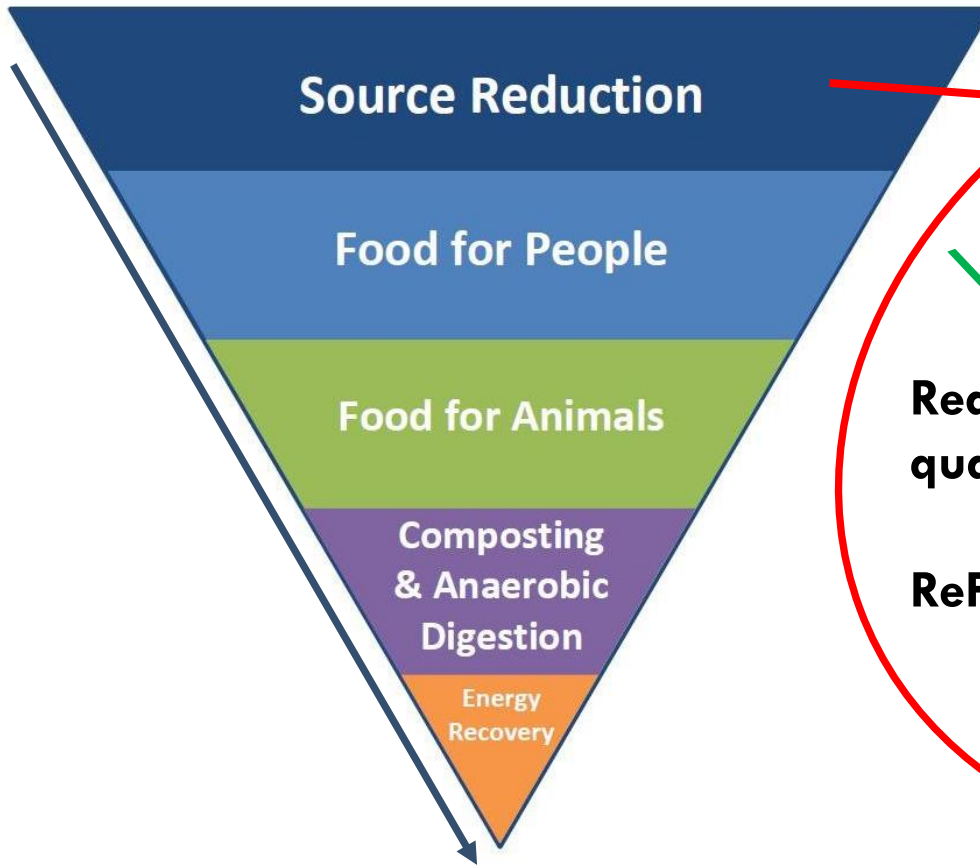 Source Reduction
Food for People
Food for Animals
Composting
& Anaerobic
Digestion
Energy
Recovery